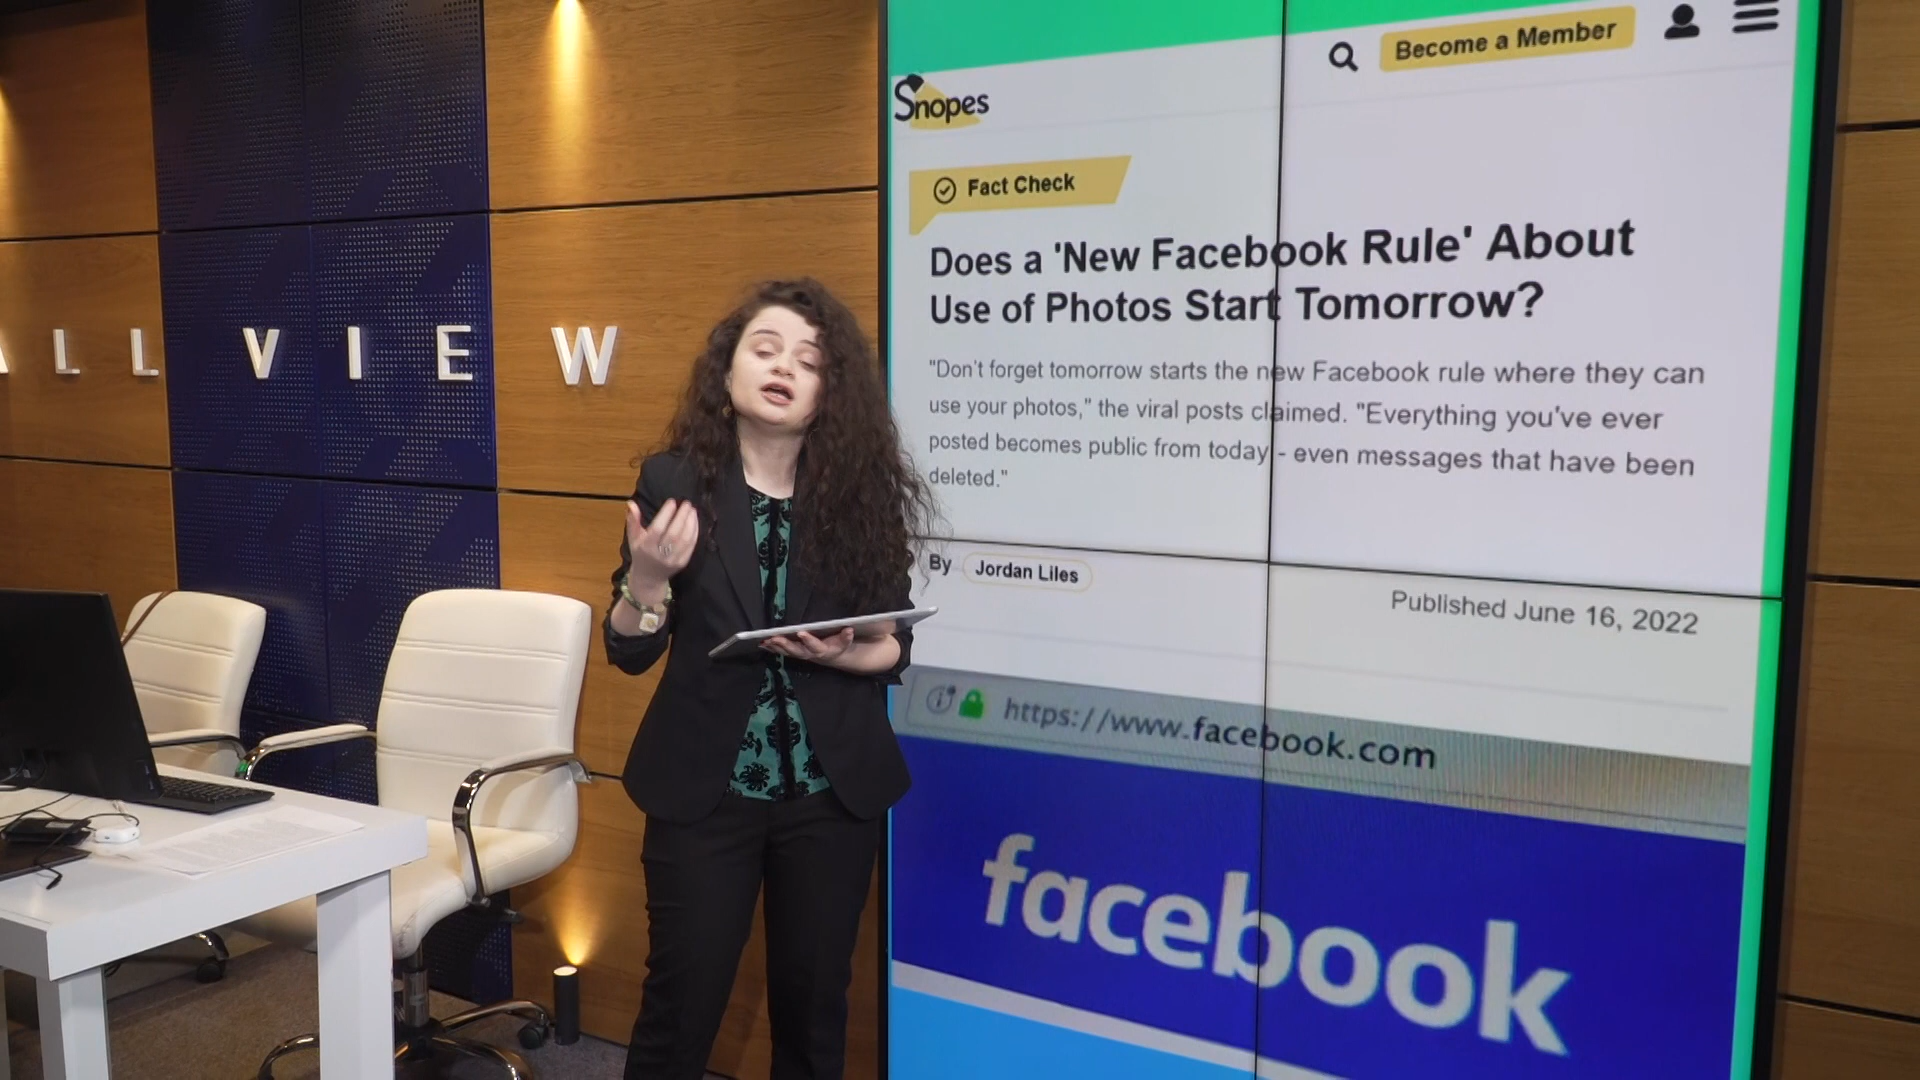 ALL VIEW
Snopes
Become a Member
Fact Check
Does a 'New Facebook Rule' About
Use of Photos Start Tomorrow?
"Don't forget tomorrow starts the new Facebook rule where they can
use your photos," the viral posts claimed. "Everything you've ever
posted becomes public from today - even messages that have been
deleted."
By Jordan Liles
Published June 16, 2022
https://www.facebook.com
facebook